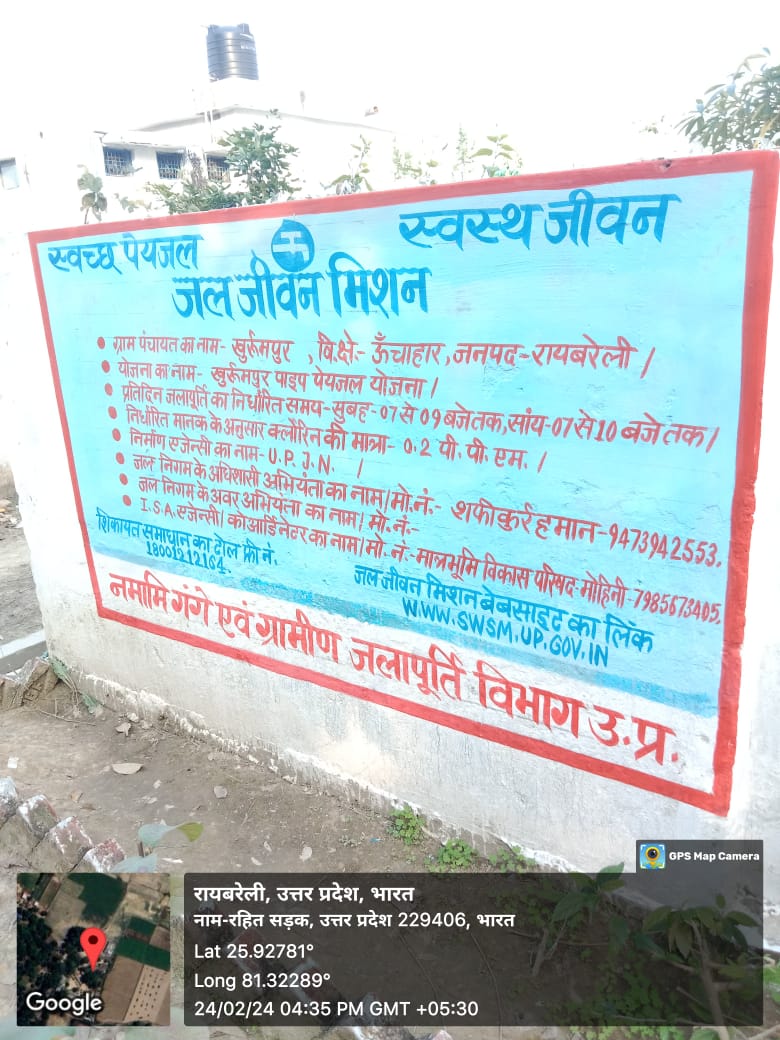 स्वच्छ पेयजल
स्वस्थ जीवन
जल जीवन मिशन
• ग्राम पंचायत का नाम- खुर्रूमपुर , वि.क्षे.- ऊँचाहार, जनपद-रायबरेली।
• योजना का नाम- खुर्रूमपुर पाइप पेयजल योजना।
• प्रतिदिन जलापूर्ति का निर्धारित समय-सुबह-07 से 09 बजे तक, सांय-07 से 10 बजे तक।
• निर्धारित मानक के अनुसार क्लोरिन की मात्रा- 0.2 पी. पी. एम.।
• निर्माण एजेन्सी का नाम- U.P.J.N. ।
• जल निगम के अधिशासी अभियंता का नाम/मो.नं.- शफीकुर्रहमान-9473942553.
• जल निगम के अवर अभियंता का नाम/मो.नं.-
• I.S.A. एजेन्सी/कोआर्डिनेटर का नाम/मो.नं.-मात्रभूमि विकास परिषद-मोहिनी-7985673405.
शिकायत समाधान का टोल फ्री नं.
18001212164.
जल जीवन मिशन बेबसाइट का लिंक
WWW.SWSM.UP.GOV.IN
नमामि गंगे एवं ग्रामीण जलापूर्ति विभाग उ.प्र.
GPS Map Camera
रायबरेली, उत्तर प्रदेश, भारत
नाम-रहित सड़क, उत्तर प्रदेश 229406, भारत
Lat 25.92781°
Long 81.32289°
24/02/24 04:35 PM GMT +05:30
Google